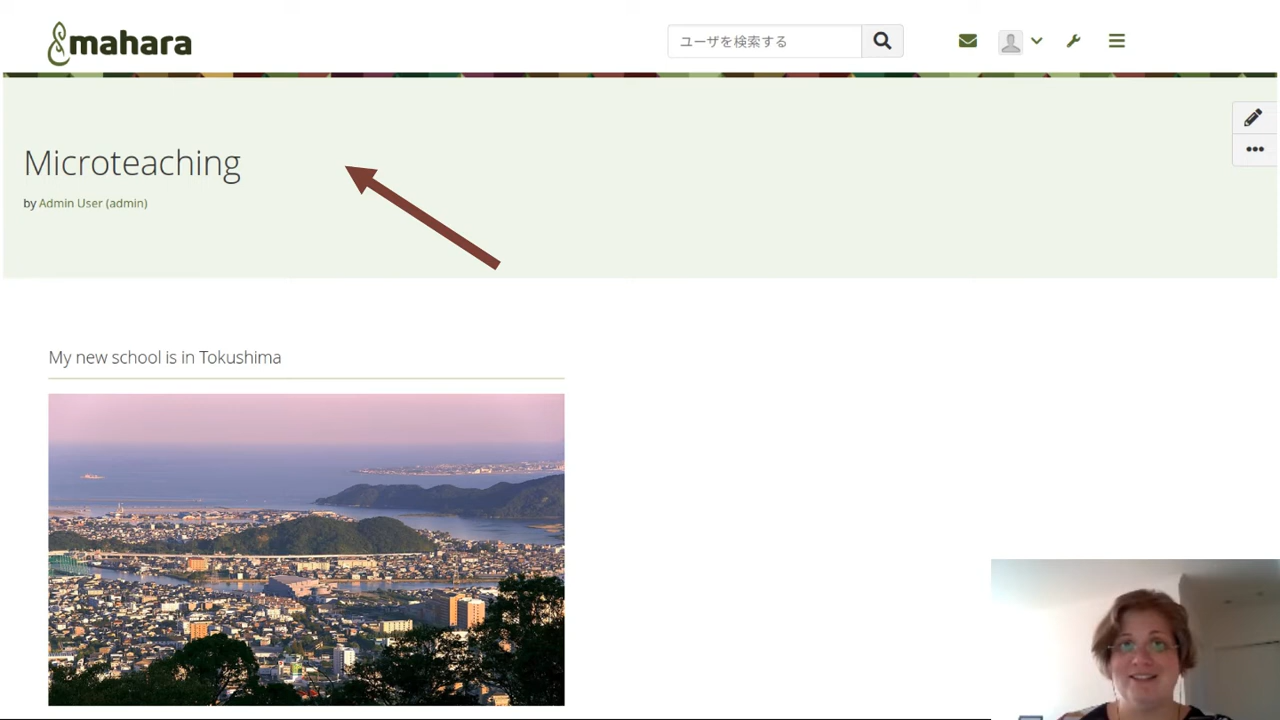 mahara
ユーザを検索する
Microteaching
by Admin User (admin)
My new school is in Tokushima